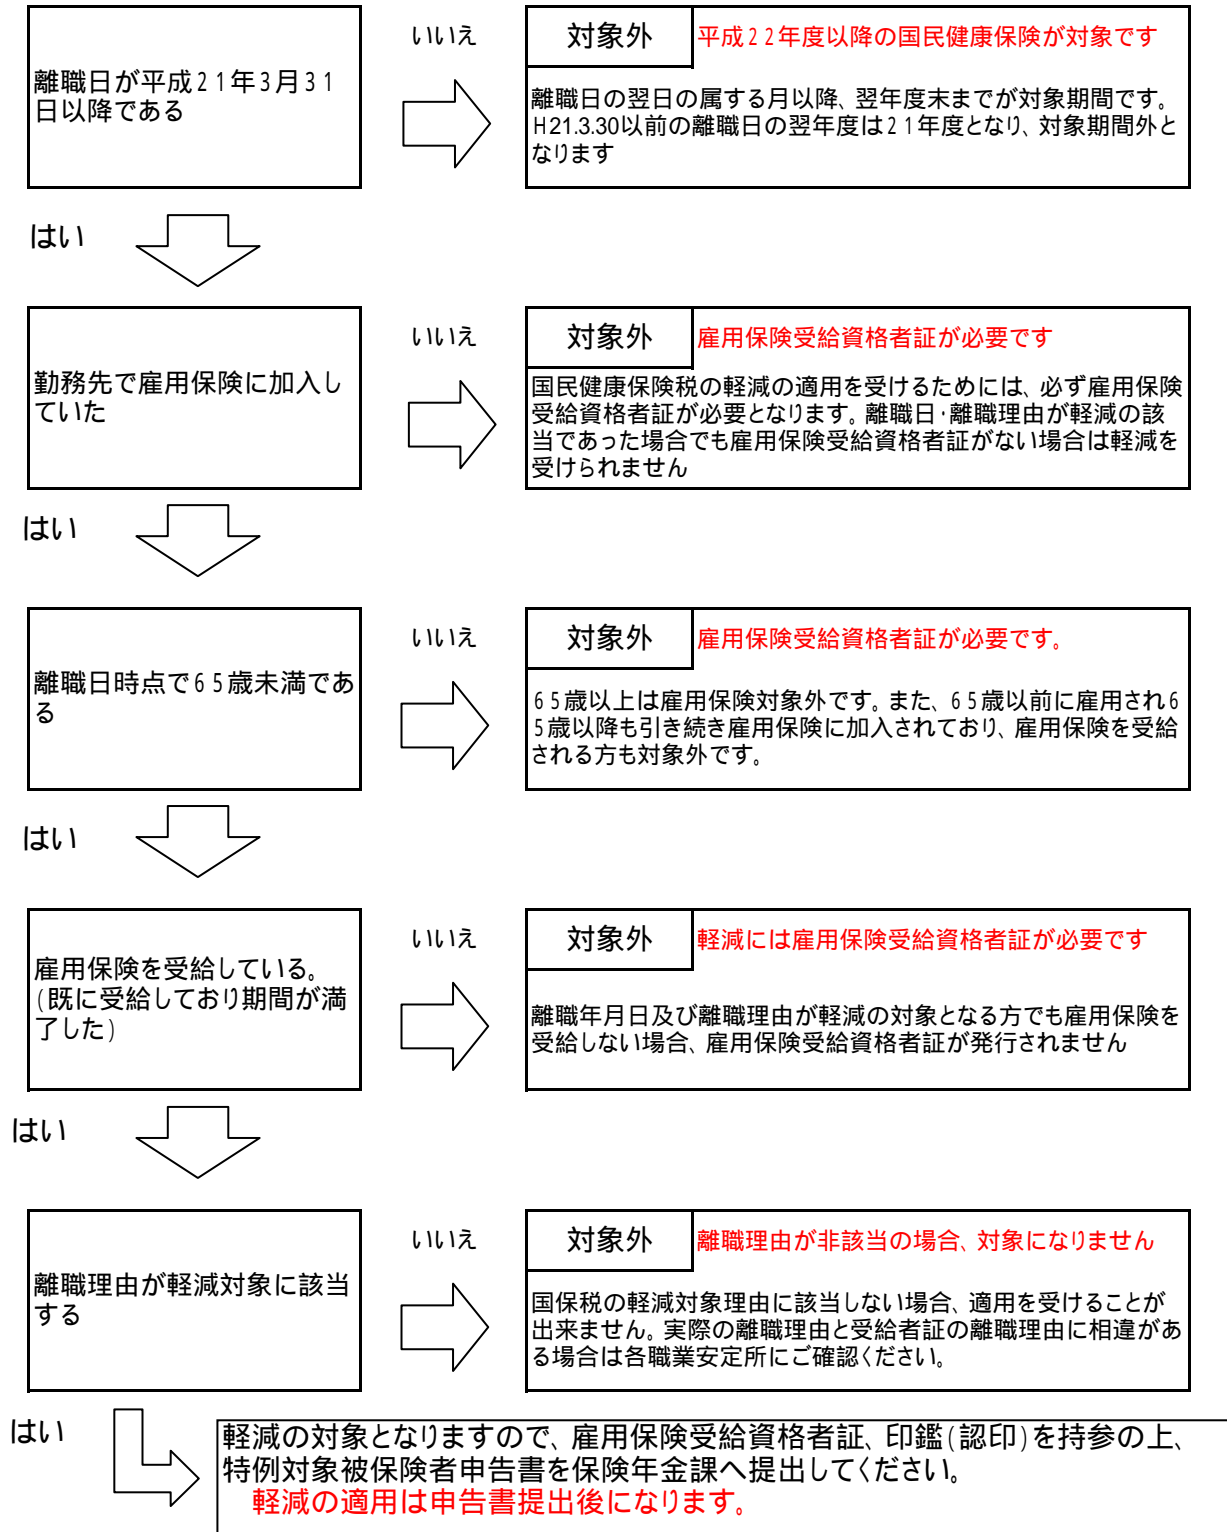 離職日が平成21年3月31
日以降である
いいえ
対象外
平成22年度以降の国民健康保険が対象です
離職日の翌日の属する月以降、翌年度末までが対象期間です。
H21.3.30以前の離職日の翌年度は21年度となり、対象期間外と
なります
はい
勤務先で雇用保険に加入し
ていた
いいえ
対象外
雇用保険受給資格者証が必要です
国民健康保険税の軽減の適用を受けるためには、必ず雇用保険
受給資格者証が必要となります。離職日・離職理由が軽減の該
当であった場合でも雇用保険受給資格者証がない場合は軽減を
受けられません
はい
離職日時点で65歳未満であ
る
いいえ
対象外
雇用保険受給資格者証が必要です。
65歳以上は雇用保険対象外です。また、65歳以前に雇用され6
5歳以降も引き続き雇用保険に加入されており、雇用保険を受給
される方も対象外です。
はい
雇用保険を受給している。
(既に受給しており期間が満
了した)
いいえ
対象外
軽減には雇用保険受給資格者証が必要です
離職年月日及び離職理由が軽減の対象となる方でも雇用保険を
受給しない場合、雇用保険受給資格者証が発行されません
はい
離職理由が軽減対象に該当
する
いいえ
対象外
離職理由が非該当の場合、対象になりません
国保税の軽減対象理由に該当しない場合、適用を受けることが
出来ません。実際の離職理由と受給者証の離職理由に相違があ
る場合は各職業安定所にご確認ください。
はい
軽減の対象となりますので、雇用保険受給資格者証、印鑑(認印)を持参の上、
特例対象被保険者申告書を保険年金課へ提出してください。
軽減の適用は申告書提出後になります。